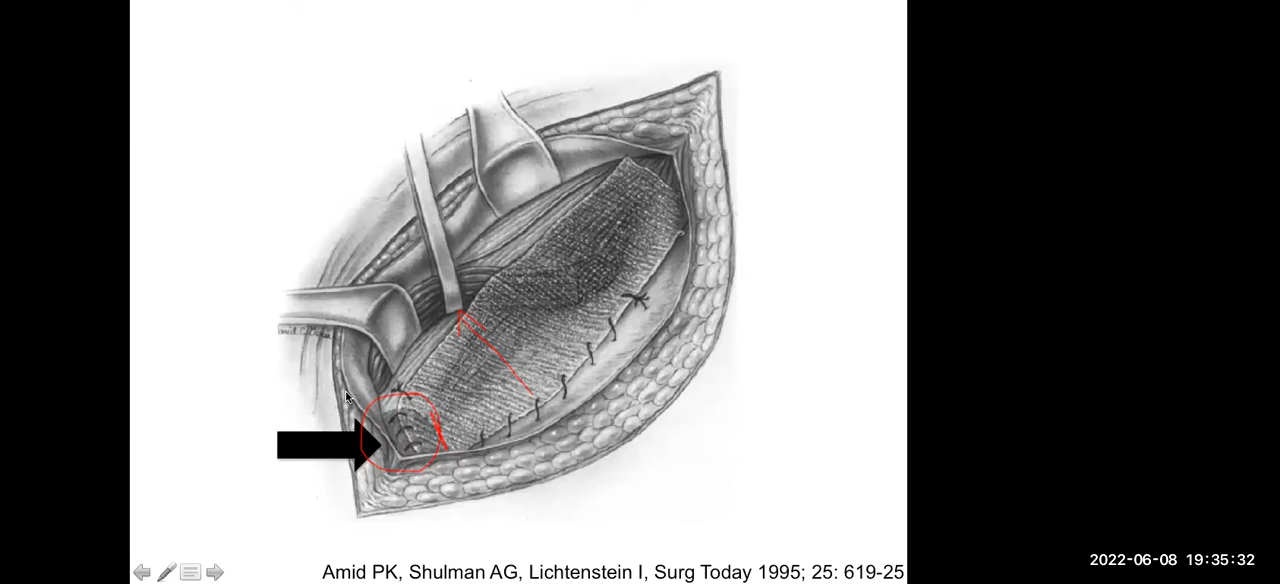 Amid PK, Shulman AG, Lichtenstein I, Surg Today 1995; 25: 619-25
2022-06-08 19:35:32